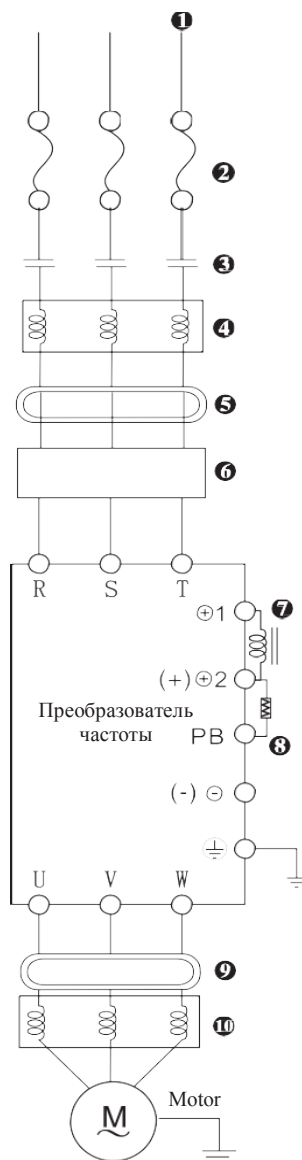 ❶
❷
❸
❹
❺
❻
R S T
⊕1
❼
(+) ⊕2
Преобразователь
частоты
PB
❽
(-) ⊖
U V W
❾
❿
M
~
Motor